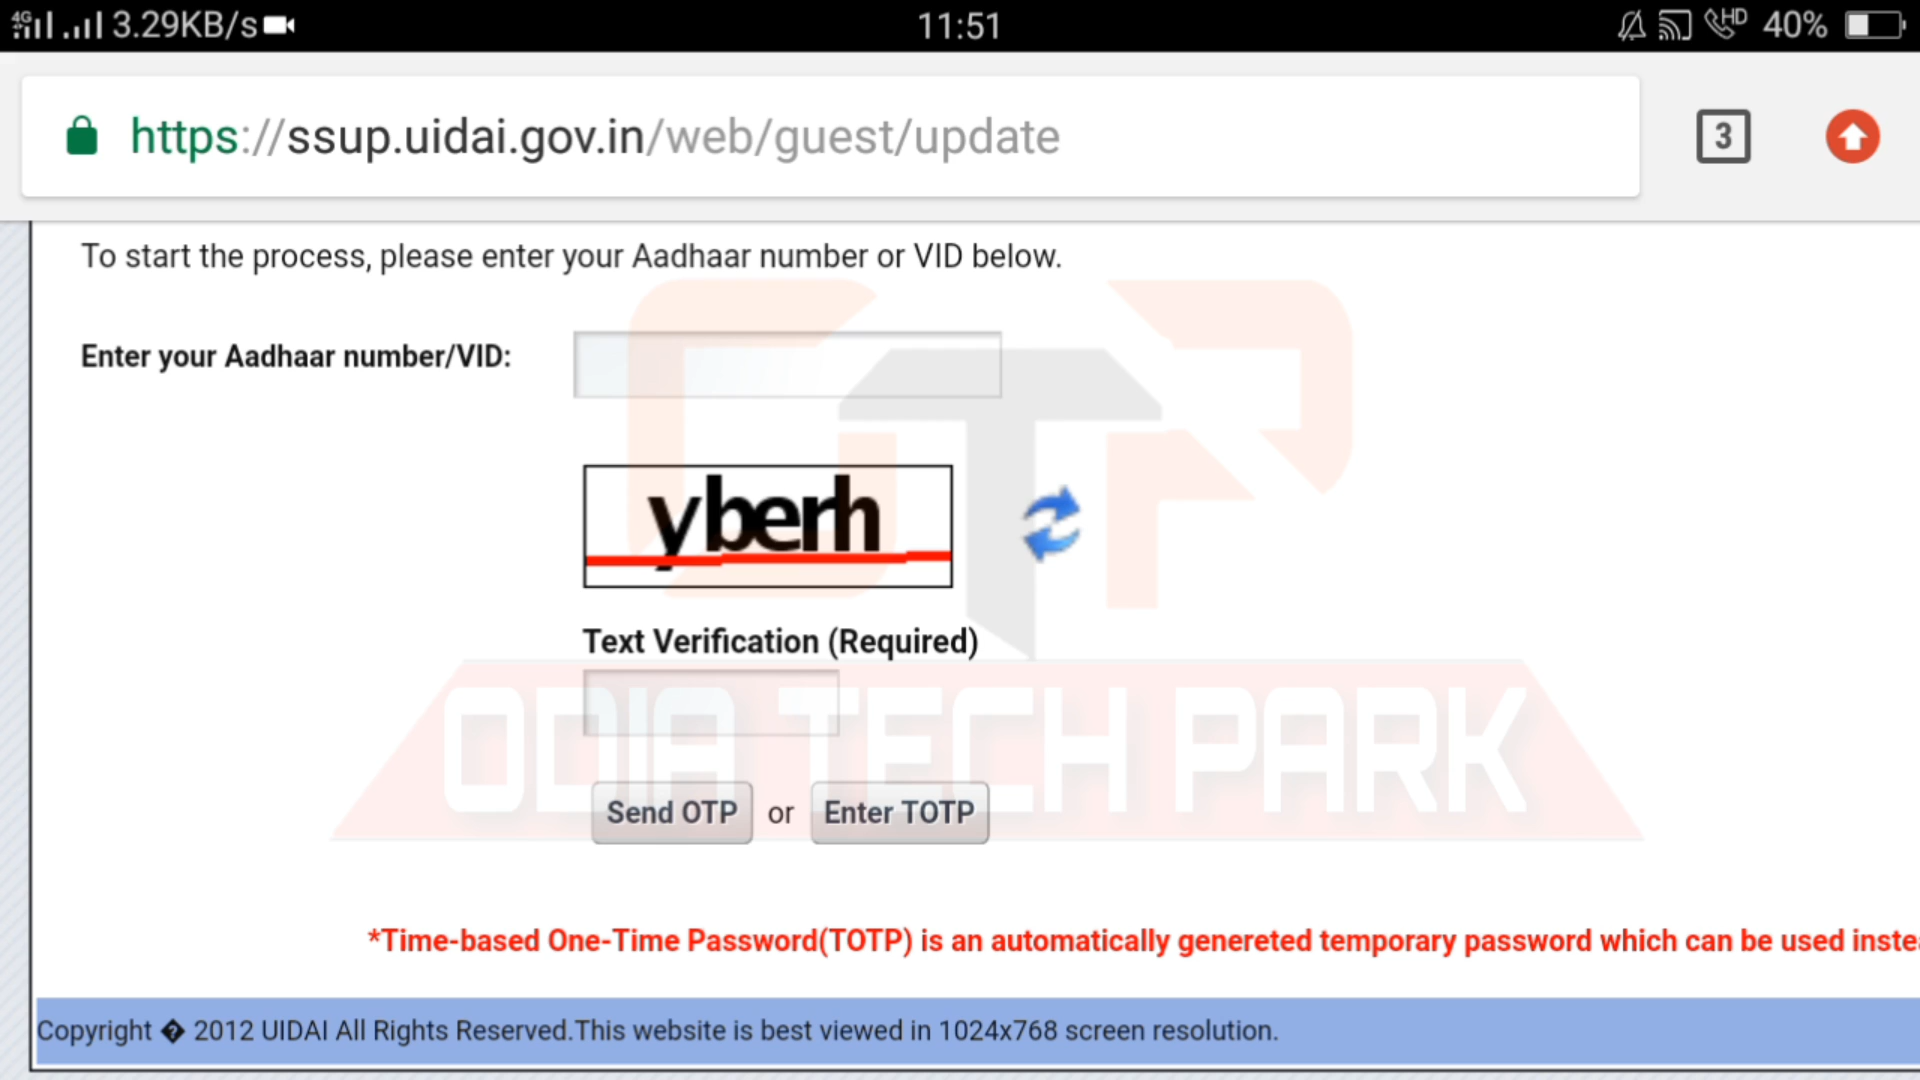 4G 3.29KB/s 11:51 HD 40%
https://ssup.uidai.gov.in/web/guest/update 3
To start the process, please enter your Aadhaar number or VID below.
Enter your Aadhaar number/VID:
yberh
Text Verification (Required)
Send OTP or Enter TOTP
ODIA TECH PARK
*Time-based One-Time Password(TOTP) is an automatically genereted temporary password which can be used inste
Copyright � 2012 UIDAI All Rights Reserved.This website is best viewed in 1024x768 screen resolution.